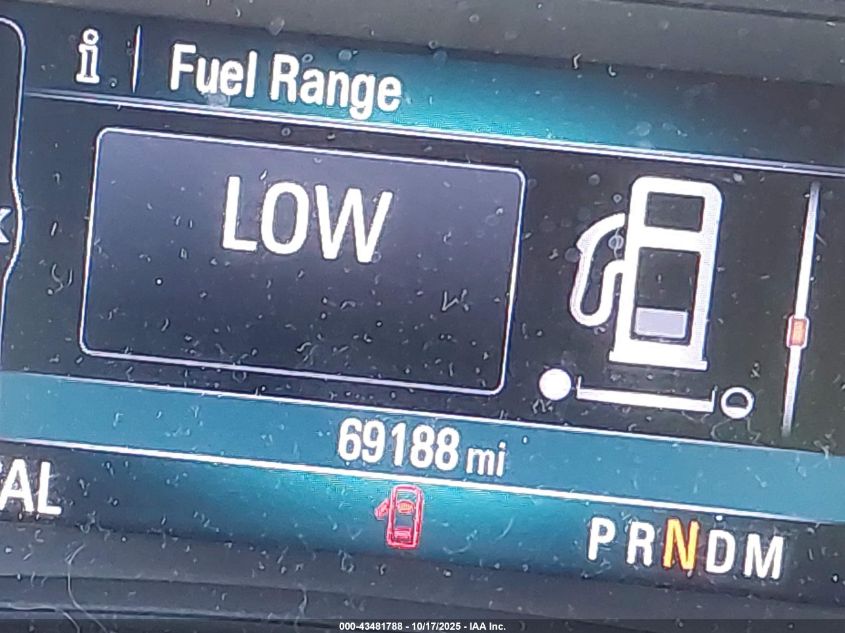 i Fuel Range
LOW
69188 mi
AL
PRNDM
000-43481788 - 10/17/2025 - IAA Inc.